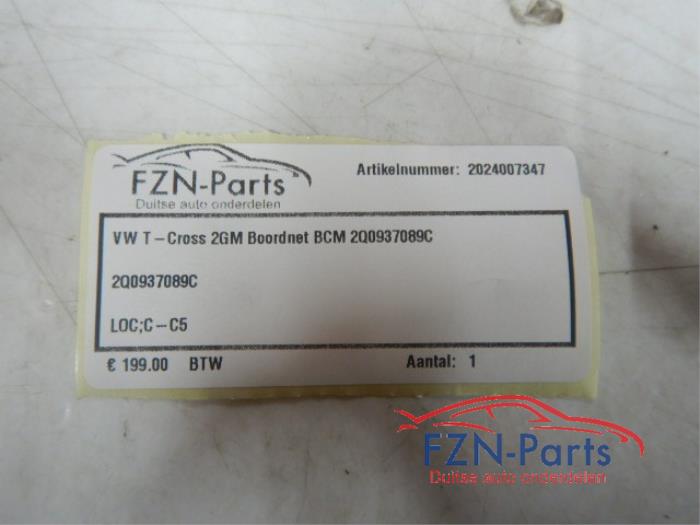 FZN-Parts
Duitse auto onderdelen
Artikelnummer: 2024007347
VW T-Cross 2GM Boordnet BCM 2Q0937089C
2Q0937089C
LOC;C-C5
€ 199.00 BTW
Aantal: 1
FZN-Parts
Duitse auto onderdelen